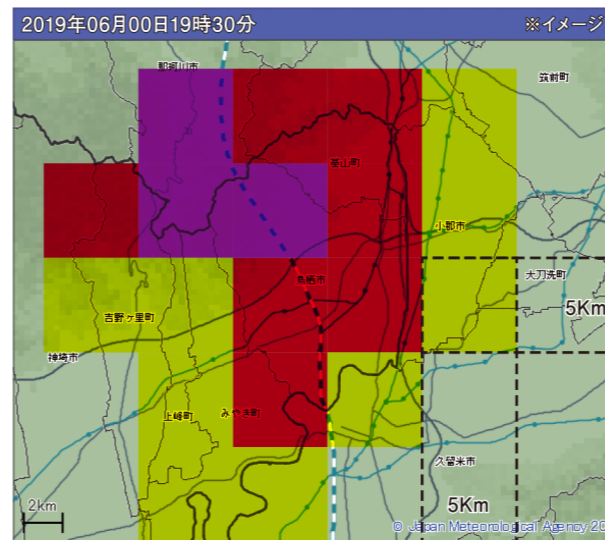 2019年06月00日19時30分
※イメージ
那珂川市
筑前町
基山町
小郡市
大刀洗町
鳥栖市
5Km
吉野ヶ里町
神埼市
上峰町
みやき町
久留米市
2km
5Km
© Japan Meteorological Agency 20